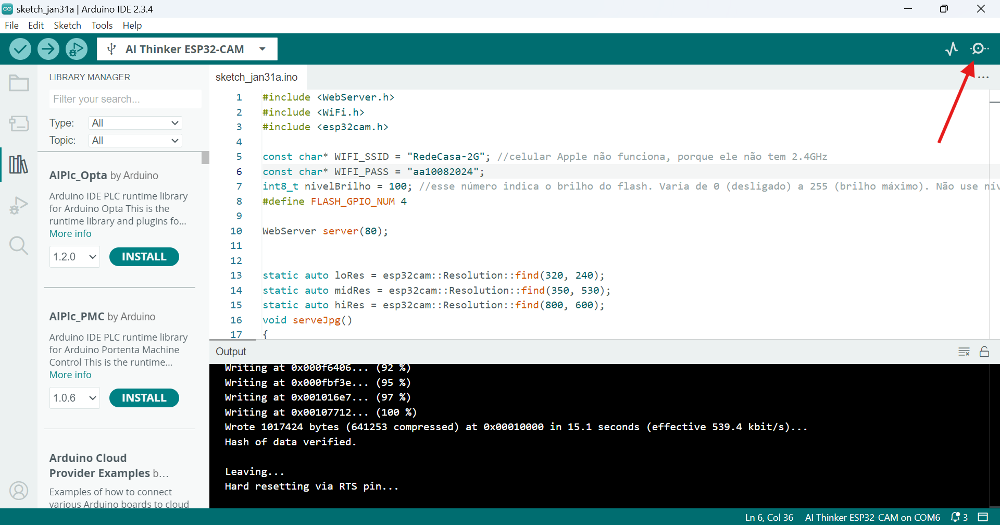 sketch_jan31a | Arduino IDE 2.3.4
File Edit Sketch Tools Help
AI Thinker ESP32-CAM
LIBRARY MANAGER
Filter your search...
Type: All
Topic: All
AIPlc_Opta by Arduino
Arduino IDE PLC runtime library
for Arduino Opta This is the
runtime library and plugins fo...
More info
1.2.0 INSTALL
AIPlc_PMC by Arduino
Arduino IDE PLC runtime library
for Arduino Portenta Machine
Control This is the runtime...
More info
1.0.6 INSTALL
Arduino Cloud
Provider Examples b...
Examples of how to connect
various Arduino boards to cloud
sketch_jan31a.ino
...
1 #include <WebServer.h>
2 #include <WiFi.h>
3 #include <esp32cam.h>
4
5 const char* WIFI_SSID = "RedeCasa-2G"; //celular Apple não funciona, porque ele não tem 2.4GHz
6 const char* WIFI_PASS = "aa10082024";
7 int8_t nivelBrilho = 100; //esse número indica o brilho do flash. Varia de 0 (desligado) a 255 (brilho máximo). Não use nív
8 #define FLASH_GPIO_NUM 4
9
10 WebServer server(80);
11
12
13 static auto loRes = esp32cam::Resolution::find(320, 240);
14 static auto midRes = esp32cam::Resolution::find(350, 530);
15 static auto hiRes = esp32cam::Resolution::find(800, 600);
16 void serveJpg()
17 {
Output
Writing at 0x000f6406... (92 %)
Writing at 0x000fbf3e... (95 %)
Writing at 0x001016e7... (97 %)
Writing at 0x00107712... (100 %)
Wrote 1017424 bytes (641253 compressed) at 0x00010000 in 15.1 seconds (effective 539.4 kbit/s)...
Hash of data verified.
Leaving...
Hard resetting via RTS pin...
Ln 6, Col 36 AI Thinker ESP32-CAM on COM6 3